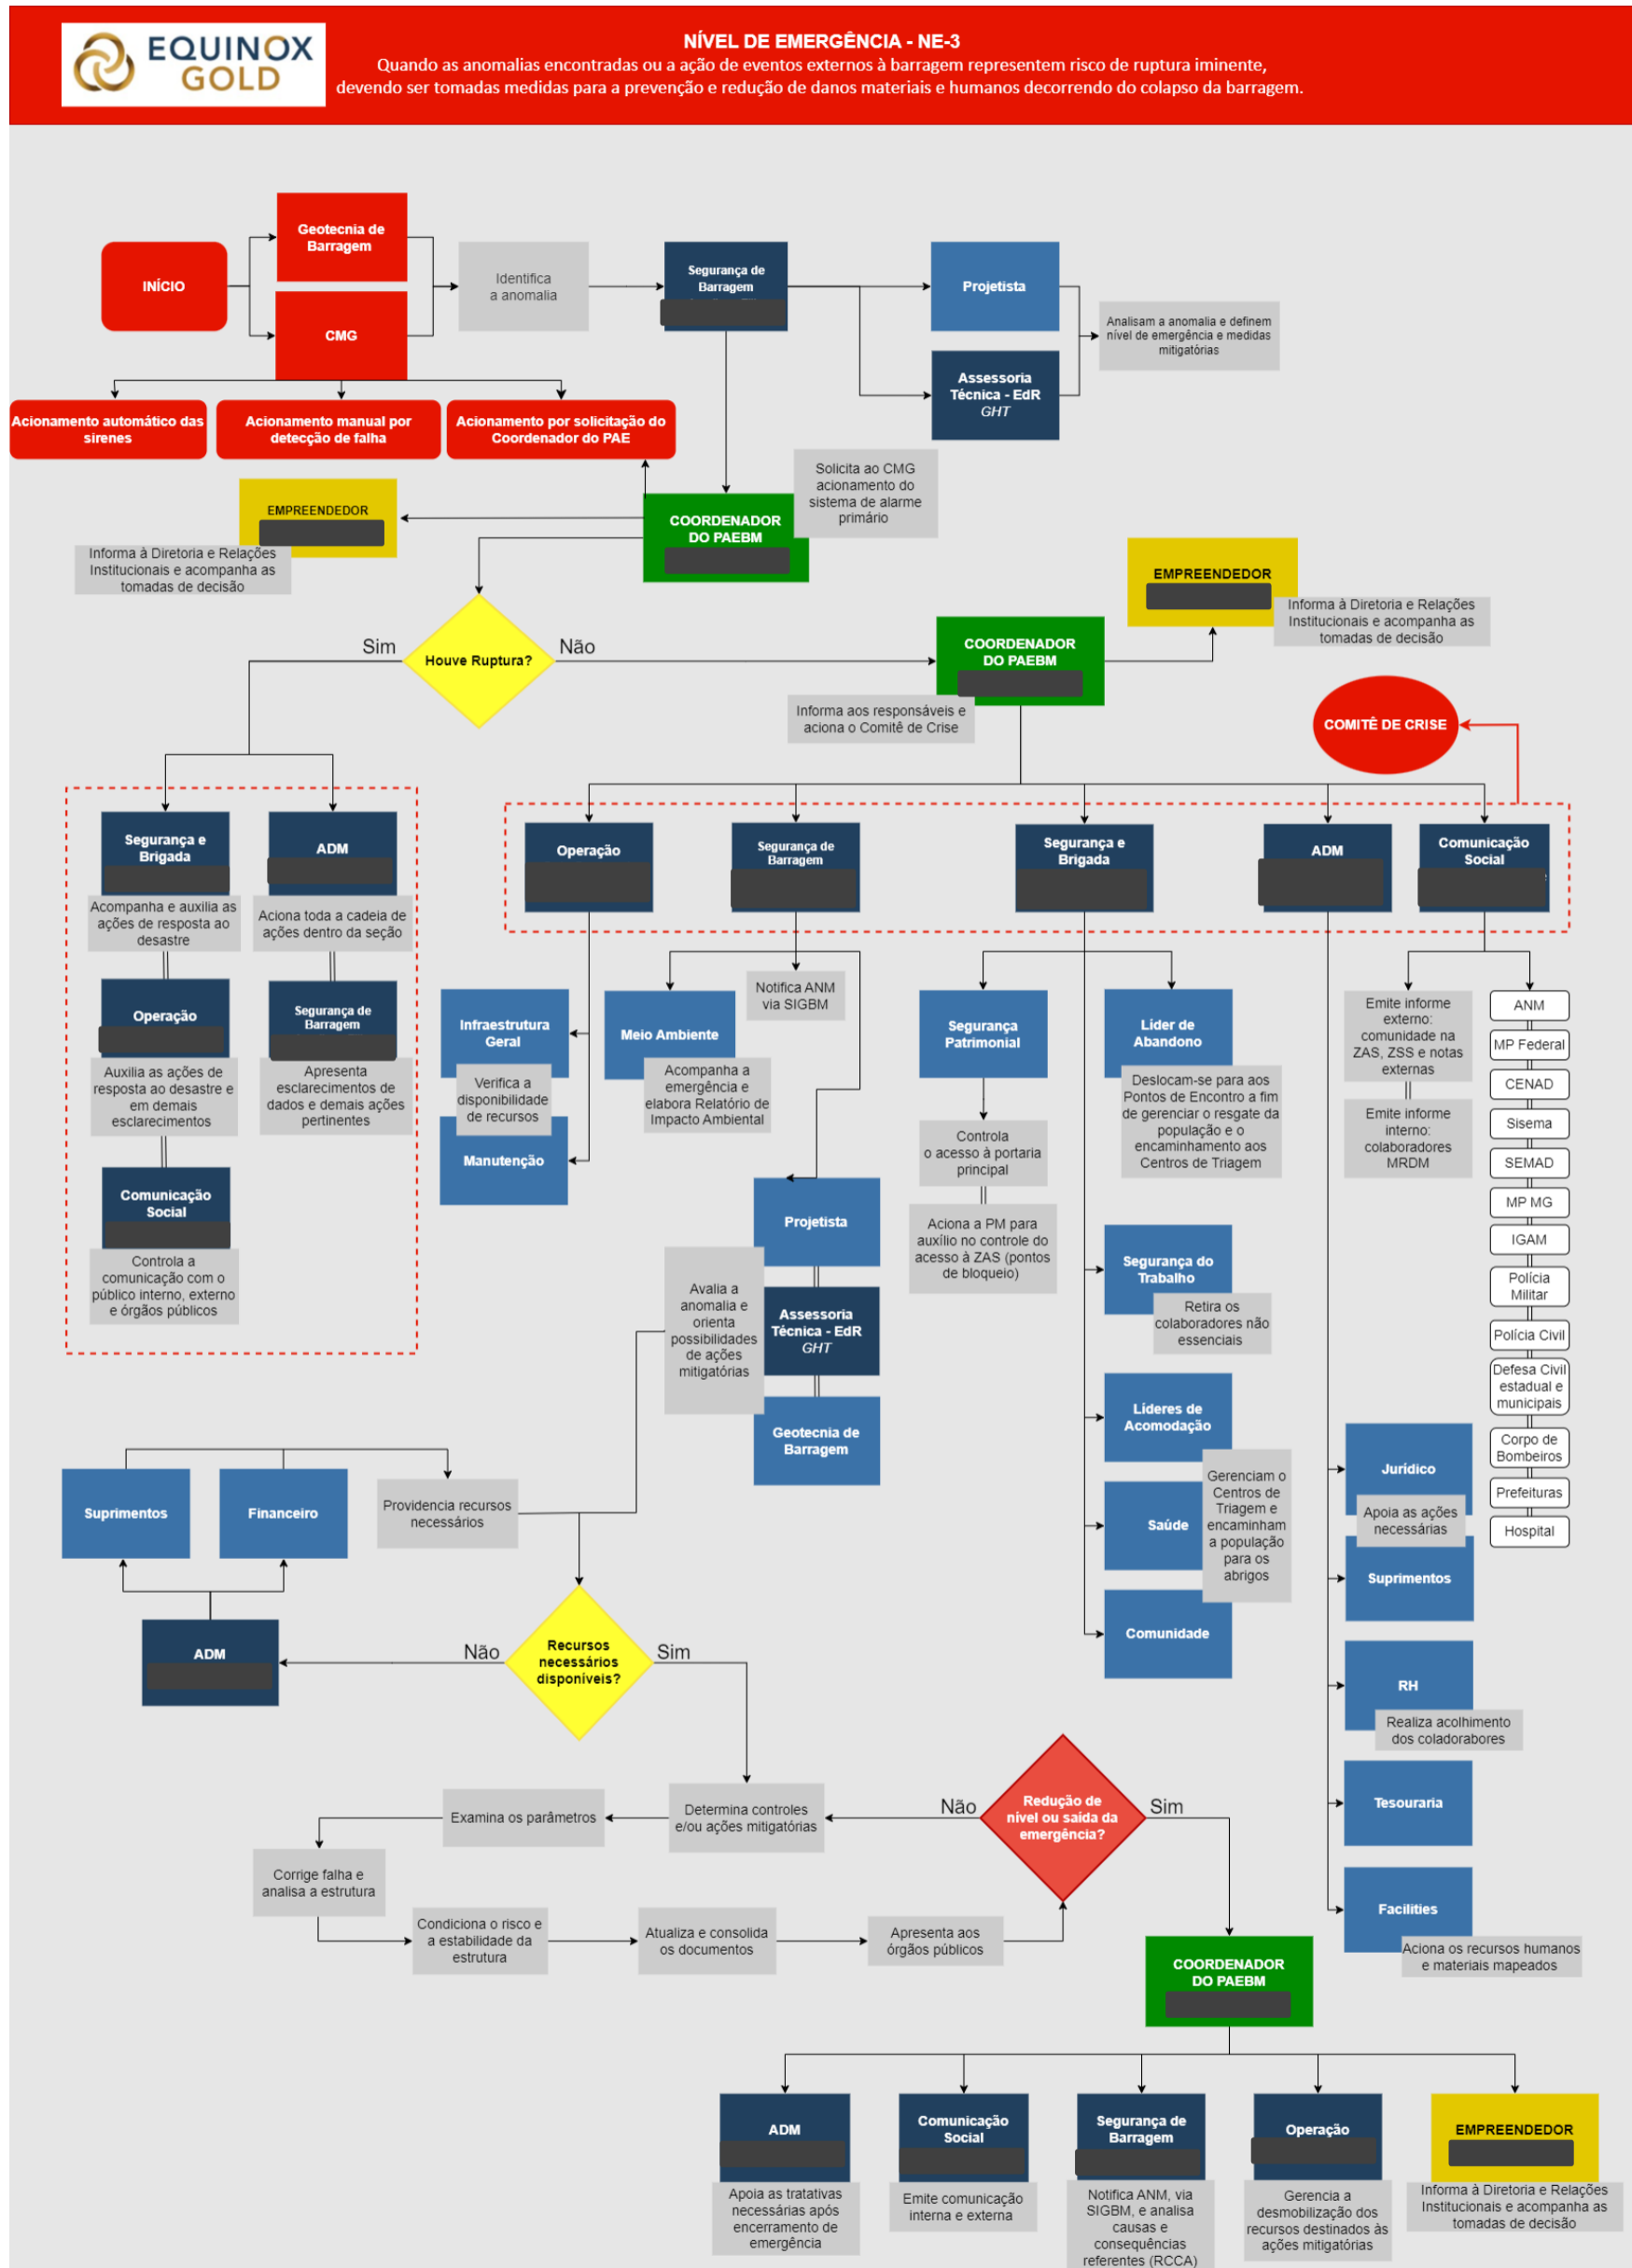 EQUINOX
GOLD
NÍVEL DE EMERGÊNCIA - NE-3
Quando as anomalias encontradas ou a ação de eventos externos à barragem representem risco de ruptura iminente,
devendo ser tomadas medidas para a prevenção e redução de danos materiais e humanos decorrendo do colapso da barragem.
INÍCIO
Geotecnia de
Barragem
CMG
Identifica
a anomalia
Segurança de
Barragem
Projetista
Assessoria
Técnica - EdR
GHT
Analisam a anomalia e definem
nível de emergência e medidas
mitigatórias
Acionamento automático das
sirenes
Acionamento manual por
detecção de falha
Acionamento por solicitação do
Coordenador do PAE
Solicita ao CMG
acionamento do
sistema de alarme
primário
EMPREENDEDOR
Informa à Diretoria e Relações
Institucionais e acompanha as
tomadas de decisão
COORDENADOR
DO PAEBM
Sim
Houve Ruptura?
Não
COORDENADOR
DO PAEBM
Informa aos responsáveis e
aciona o Comitê de Crise
EMPREENDEDOR
Informa à Diretoria e Relações
Institucionais e acompanha as
tomadas de decisão
COMITÊ DE CRISE
Segurança e
Brigada
Acompanha e auxilia as
ações de resposta ao
desastre
ADM
Aciona toda a cadeia de
ações dentro da seção
Operação
Auxilia as ações de
resposta ao desastre e
em demais
esclarecimentos
Segurança de
Barragem
Apresenta
esclarecimentos de
dados e demais ações
pertinentes
Comunicação
Social
Controla a
comunicação com o
público interno, externo
e órgãos públicos
Operação
Segurança de
Barragem
Segurança e
Brigada
ADM
Comunicação
Social
Infraestrutura
Geral
Verifica a
disponibilidade
de recursos
Manutenção
Meio Ambiente
Acompanha a
emergência e
elabora Relatório de
Impacto Ambiental
Notifica ANM
via SIGBM
Projetista
Avalia a
anomalia e
orienta
possibilidades
de ações
mitigatórias
Assessoria
Técnica - EdR
GHT
Geotecnia de
Barragem
Segurança
Patrimonial
Controla
o acesso à portaria
principal
Aciona a PM para
auxílio no controle do
acesso à ZAS (pontos
de bloqueio)
Líder de
Abandono
Deslocam-se para aos
Pontos de Encontro a fim
de gerenciar o resgate da
população e o
encaminhamento aos
Centros de Triagem
Segurança do
Trabalho
Retira os
colaboradores não
essenciais
Líderes de
Acomodação
Gerenciam o
Centros de
Triagem e
encaminham
a população
para os
abrigos
Saúde
Comunidade
Emite informe
externo:
comunidade na
ZAS, ZSS e notas
externas
Emite informe
interno:
colaboradores
MRDM
ANM
MP Federal
CENAD
Sisema
SEMAD
MP MG
IGAM
Polícia
Militar
Polícia Civil
Defesa Civil
estadual e
municipais
Corpo de
Bombeiros
Prefeituras
Hospital
Jurídico
Apoia as ações
necessárias
Suprimentos
RH
Realiza acolhimento
dos coladorabores
Tesouraria
Facilities
Aciona os recursos humanos
e materiais mapeados
Suprimentos
Financeiro
Providencia recursos
necessários
ADM
Não
Recursos
necessários
disponíveis?
Sim
Examina os parâmetros
Determina controles
e/ou ações mitigatórias
Não
Redução de
nível ou saída da
emergência?
Sim
Corrige falha e
analisa a estrutura
Condiciona o risco e
a estabilidade da
estrutura
Atualiza e consolida
os documentos
Apresenta aos
órgãos públicos
COORDENADOR
DO PAEBM
ADM
Apoia as tratativas
necessárias após
encerramento de
emergência
Comunicação
Social
Emite comunicação
interna e externa
Segurança de
Barragem
Notifica ANM, via
SIGBM, e analisa
causas e
consequências
referentes (RCCA)
Operação
Gerencia a
desmobilização dos
recursos destinados às
ações mitigatórias
EMPREENDEDOR
Informa à Diretoria e Relações
Institucionais e acompanha as
tomadas de decisão